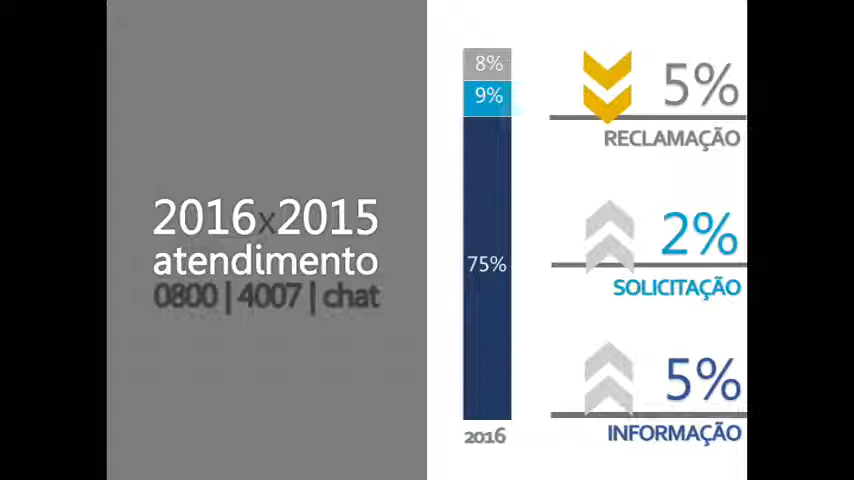 2016x2015
atendimento
0800 | 4007 | chat
8%
9%
75%
2016
5%
RECLAMAÇÃO
2%
SOLICITAÇÃO
5%
INFORMAÇÃO